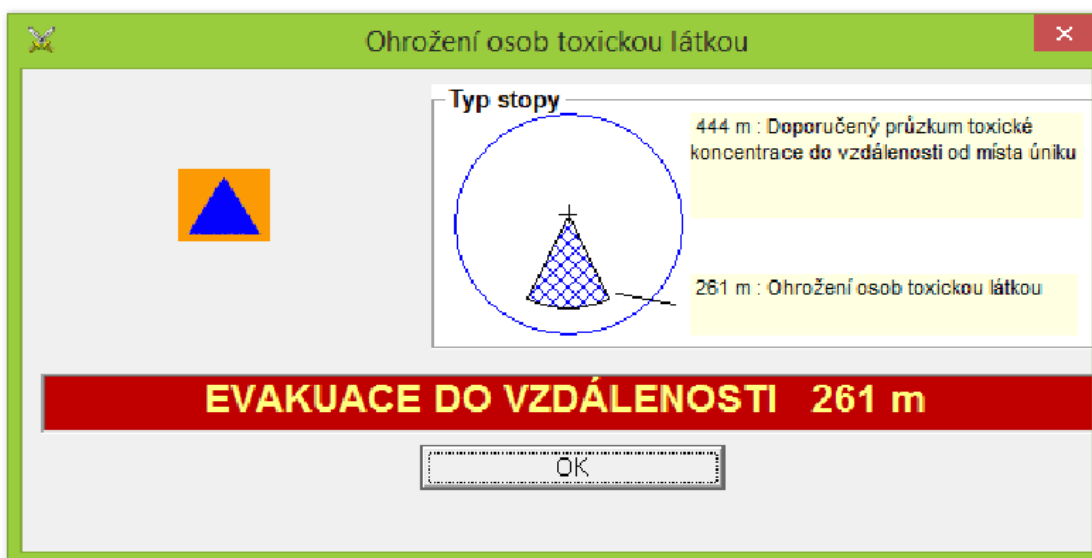 Ohrožení osob toxickou látkou
Typ stopy
444 m : Doporučený průzkum toxické
koncentrace do vzdálenosti od místa úniku
261 m : Ohrožení osob toxickou látkou
EVAKUACE DO VZDÁLENOSTI 261 m
OK